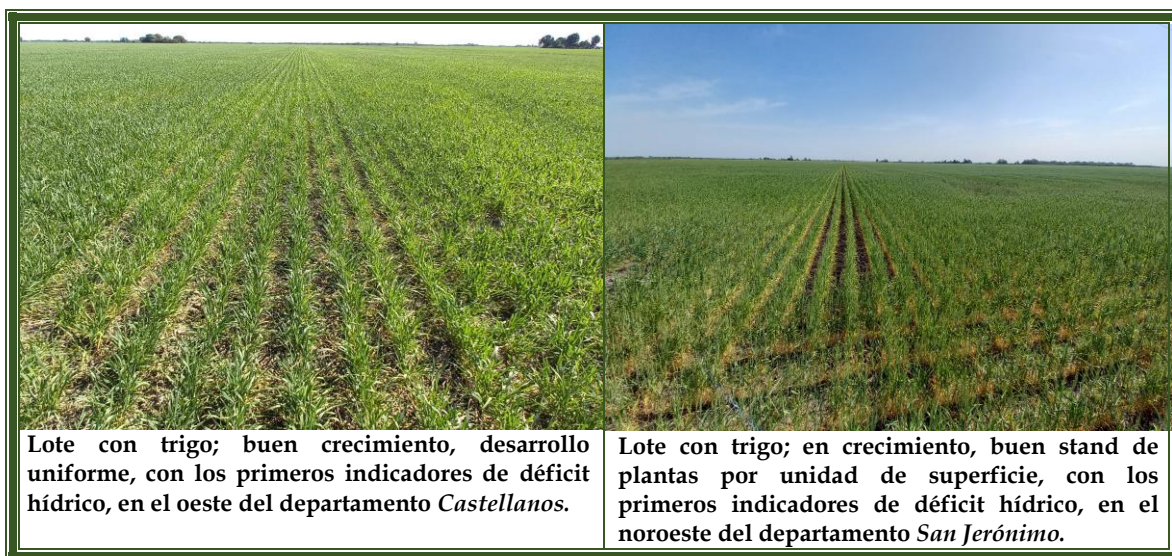 Lote con trigo; buen crecimiento, desarrollo
uniforme, con los primeros indicadores de déficit
hídrico, en el oeste del departamento Castellanos.
Lote con trigo; en crecimiento, buen stand de
plantas por unidad de superficie, con los
primeros indicadores de déficit hídrico, en el
noroeste del departamento San Jerónimo.